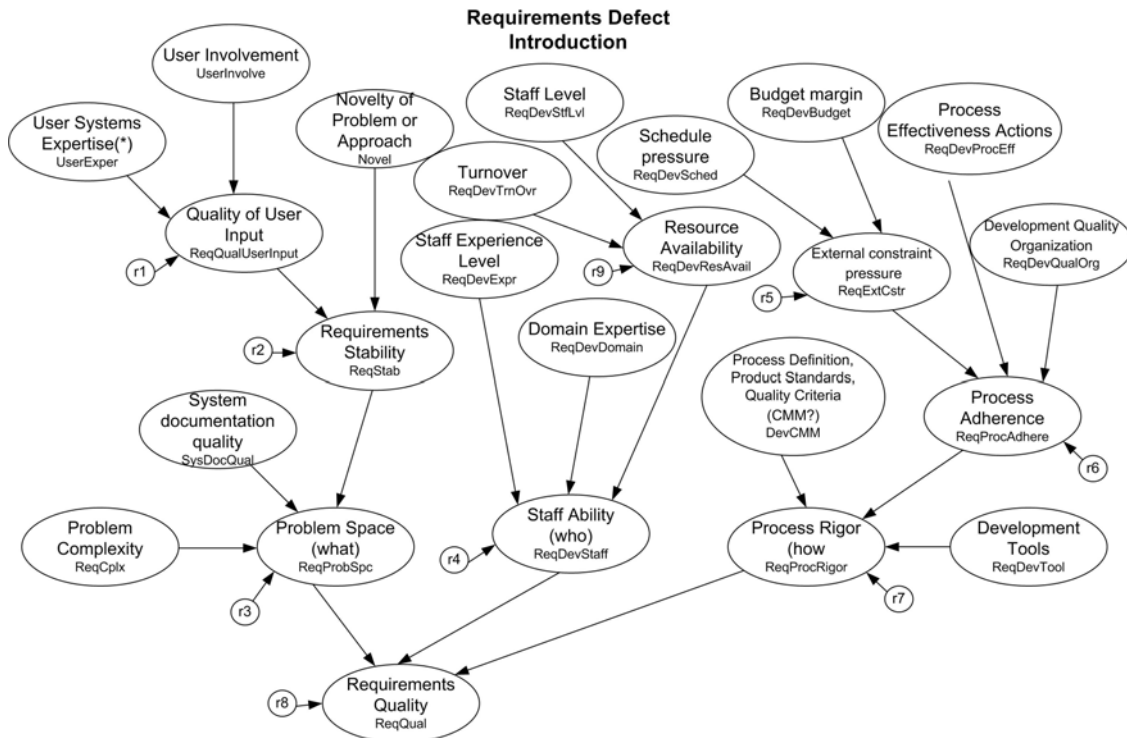 Requirements Defect
Introduction
User Involvement
UserInvolve
User Systems
Expertise(*)
UserExper
Novelty of
Problem or
Approach
Novel
Staff Level
ReqDevStfLvl
Budget margin
ReqDevBudget
Process
Effectiveness Actions
ReqDevProcEff
Schedule
pressure
ReqDevSched
Turnover
ReqDevTrnOvr
Quality of User
Input
ReqQualUserInput
r1
Staff Experience
Level
ReqDevExpr
Resource
Availability
ReqDevResAvail
r9
External constraint
pressure
ReqExtCstr
r5
Development Quality
Organization
ReqDevQualOrg
Requirements
Stability
ReqStab
r2
Domain Expertise
ReqDevDomain
Process Definition,
Product Standards,
Quality Criteria
(CMM?)
DevCMM
Process
Adherence
ReqProcAdhere
r6
System
documentation
quality
SysDocQual
Problem
Complexity
ReqCplx
Problem Space
(what)
ReqProbSpc
r3
Staff Ability
(who)
ReqDevStaff
r4
Process Rigor
(how
ReqProcRigor
r7
Development
Tools
ReqDevTool
Requirements
Quality
ReqQual
r8